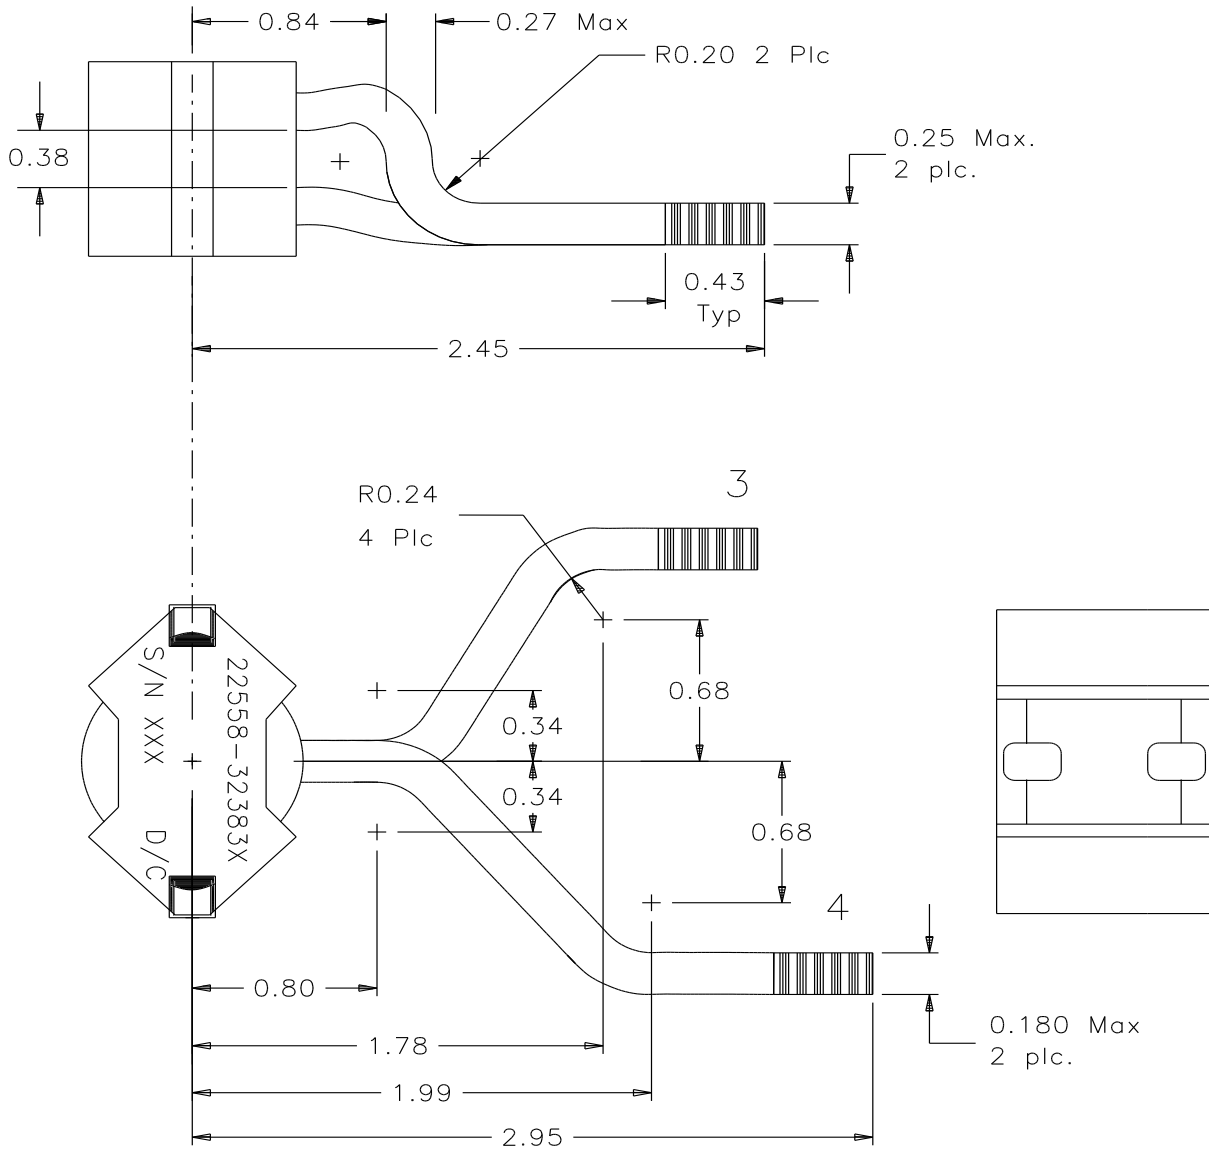 0.84
0.27 Max
R0.20 2 Plc
0.38
0.25 Max.
2 plc.
0.43
Typ
2.45
3
R0.24
4 Plc
0.68
0.34
0.34
0.68
S/N XXX
D/C
22558-32383X
4
0.80
0.180 Max
2 plc.
1.78
1.99
2.95